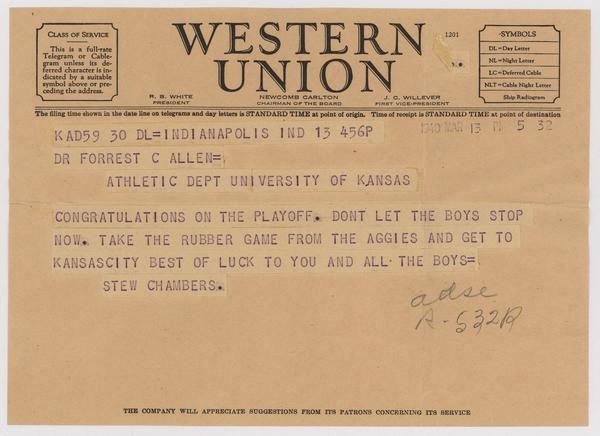 CLASS OF SERVICE
This is a full-rate
Telegram or Cable-
gram unless its de-
ferred character is in-
dicated by a suitable
symbol above or pre-
ceding the address.
WESTERN
UNION
R. B. WHITE
PRESIDENT
NEWCOMB CARLTON
CHAIRMAN OF THE BOARD
J. C. WILLEVER
FIRST VICE-PRESIDENT
1201
SYMBOLS
DL=Day Letter
NL=Night Letter
LC=Deferred Cable
NLT=Cable Night Letter
Ship Radiogram
The filing time shown in the date line on telegrams and day letters is STANDARD TIME at point of origin. Time of receipt is STANDARD TIME at point of destination
KAD59 30 DL=INDIANAPOLIS IND 13 456P
1940 MAR 13 PM 5 32
DR FORREST C ALLEN=
ATHLETIC DEPT UNIVERSITY OF KANSAS
CONGRATULATIONS ON THE PLAYOFF. DONT LET THE BOYS STOP
NOW. TAKE THE RUBBER GAME FROM THE AGGIES AND GET TO
KANSASCITY BEST OF LUCK TO YOU AND ALL THE BOYS=
STEW CHAMBERS.
THE COMPANY WILL APPRECIATE SUGGESTIONS FROM ITS PATRONS CONCERNING ITS SERVICE